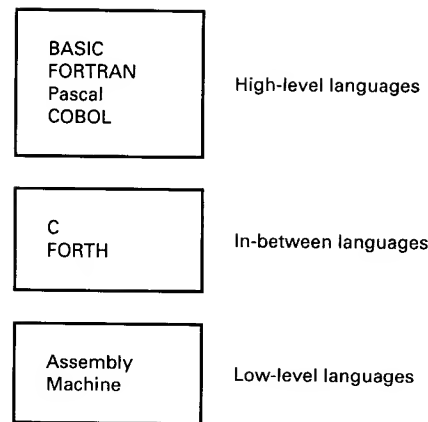 BASIC
FORTRAN
Pascal
COBOL
High-level languages
C
FORTH
In-between languages
Assembly
Machine
Low-level languages